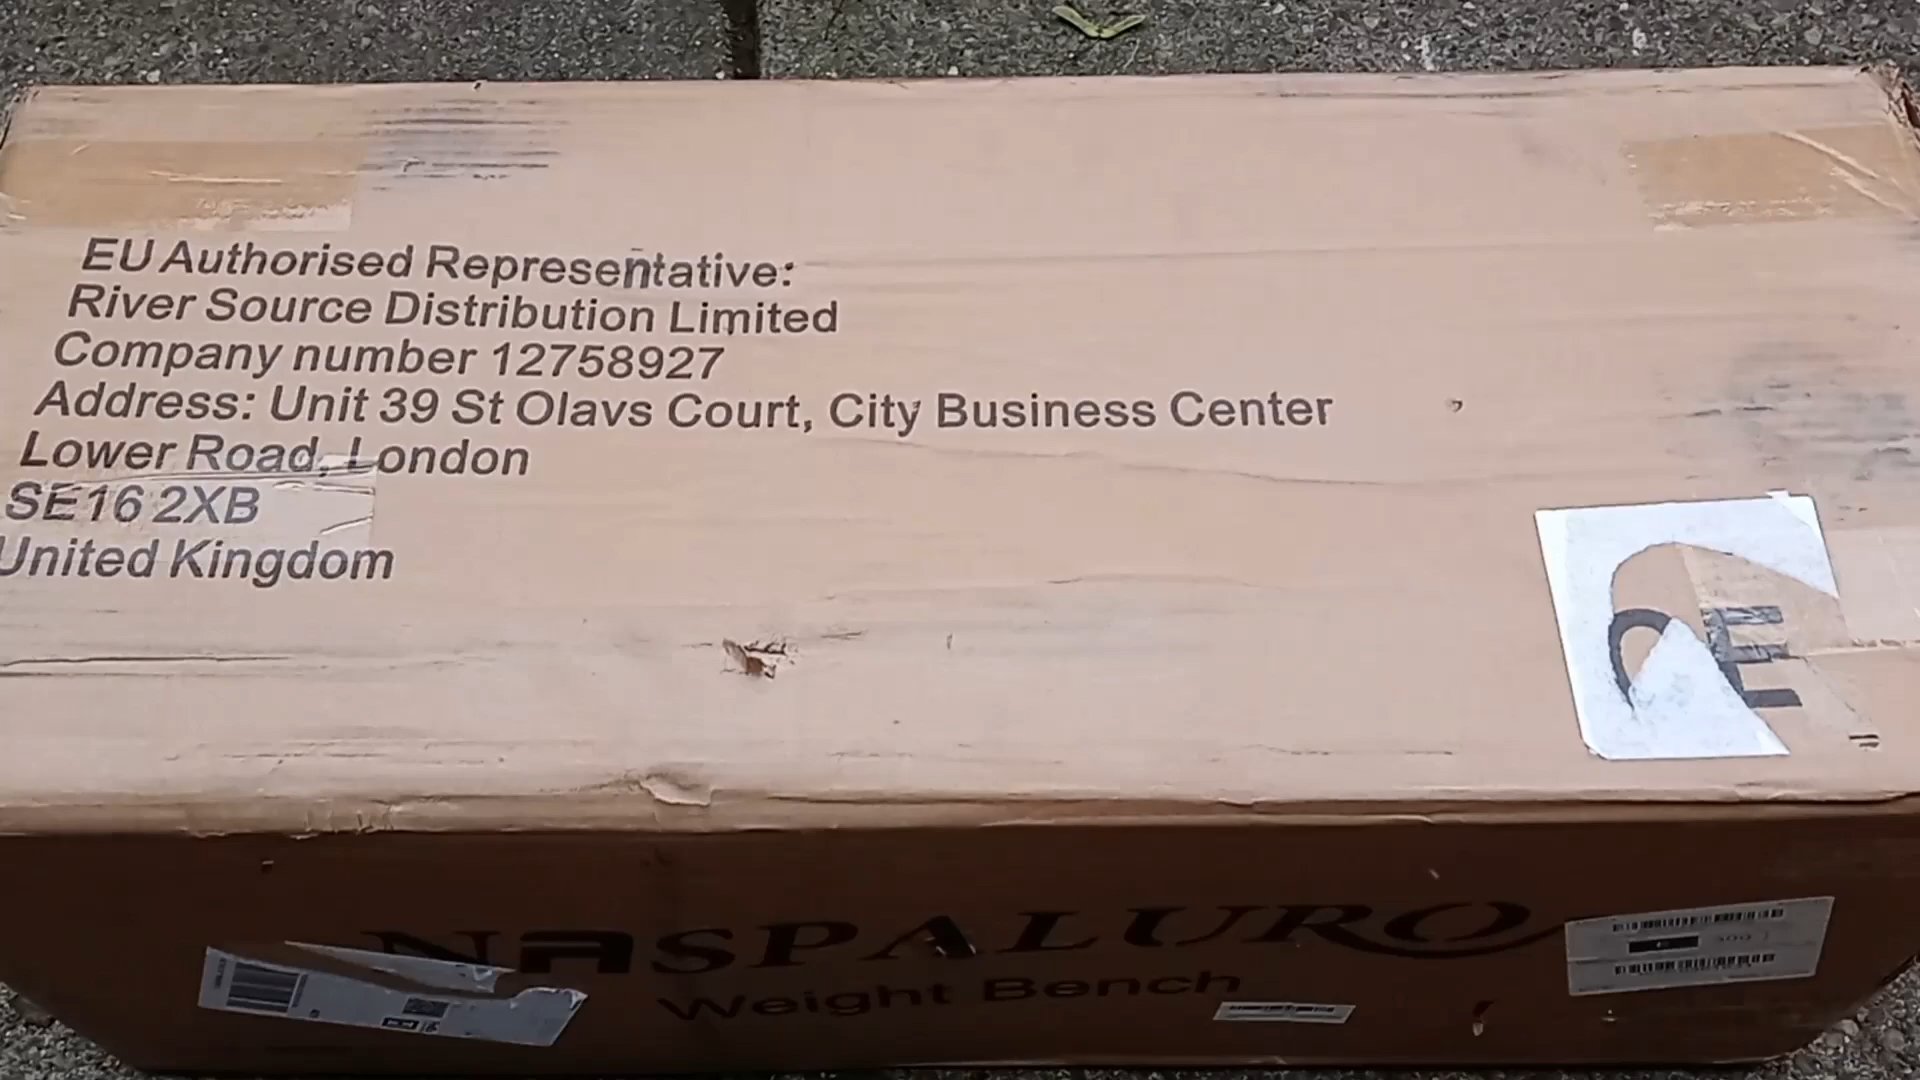 EU Authorised Representative:
River Source Distribution Limited
Company number 12758927
Address: Unit 39 St Olavs Court, City Business Center
Lower Road, London
SE16 2XB
United Kingdom
CE
NASPALURO
Weight Bench